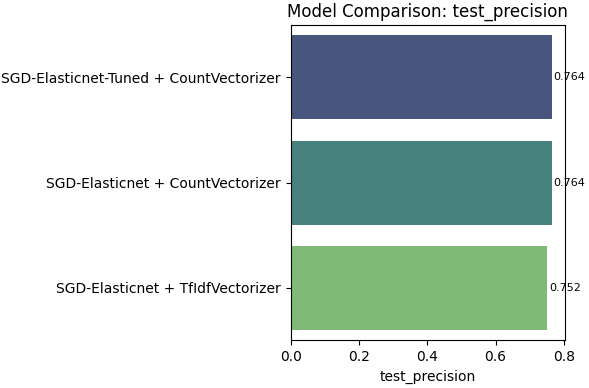 Model Comparison: test_precision
SGD-Elasticnet-Tuned + CountVectorizer
0.764
SGD-Elasticnet + CountVectorizer
0.764
SGD-Elasticnet + TfIdfVectorizer
0.752
0.0 0.2 0.4 0.6 0.8
test_precision